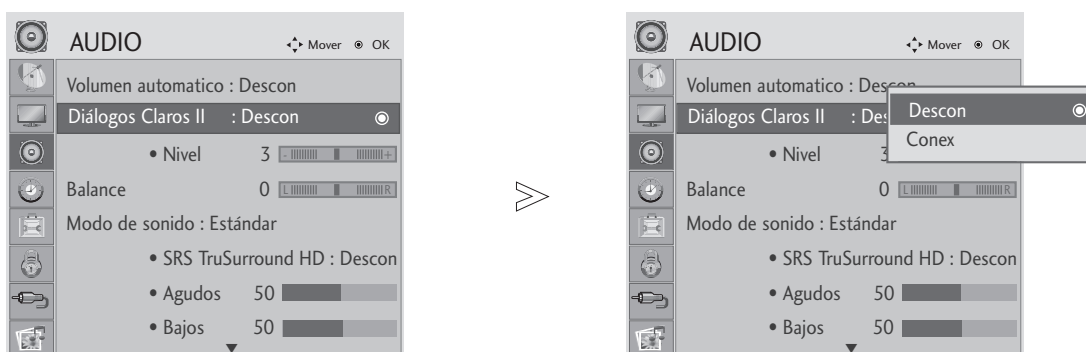 AUDIO
Mover OK
Volumen automatico : Descon
Diálogos Claros II : Descon
• Nivel 3 - +
Balance 0 L R
Modo de sonido : Estándar
• SRS TruSurround HD : Descon
• Agudos 50
• Bajos 50
AUDIO
Mover OK
Volumen automatico : Descon
Diálogos Claros II : Des
Descon
Conex
• Nivel 3
Balance 0 L R
Modo de sonido : Estándar
• SRS TruSurround HD : Descon
• Agudos 50
• Bajos 50